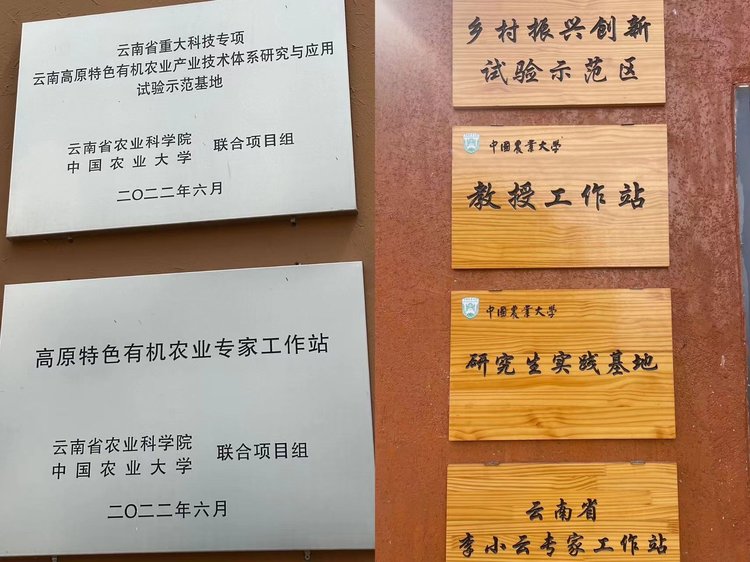 云南省重大科技专项
云南高原特色有机农业产业技术体系研究与应用
试验示范基地
云南省农业科学院
中国农业大学
联合项目组
二〇二二年六月
高原特色有机农业专家工作站
云南省农业科学院
中国农业大学
联合项目组
二〇二二年六月
乡村振兴创新
试验示范区
中国农业大学
教授工作站
中国农业大学
研究生实践基地
云南省
李小云专家工作站